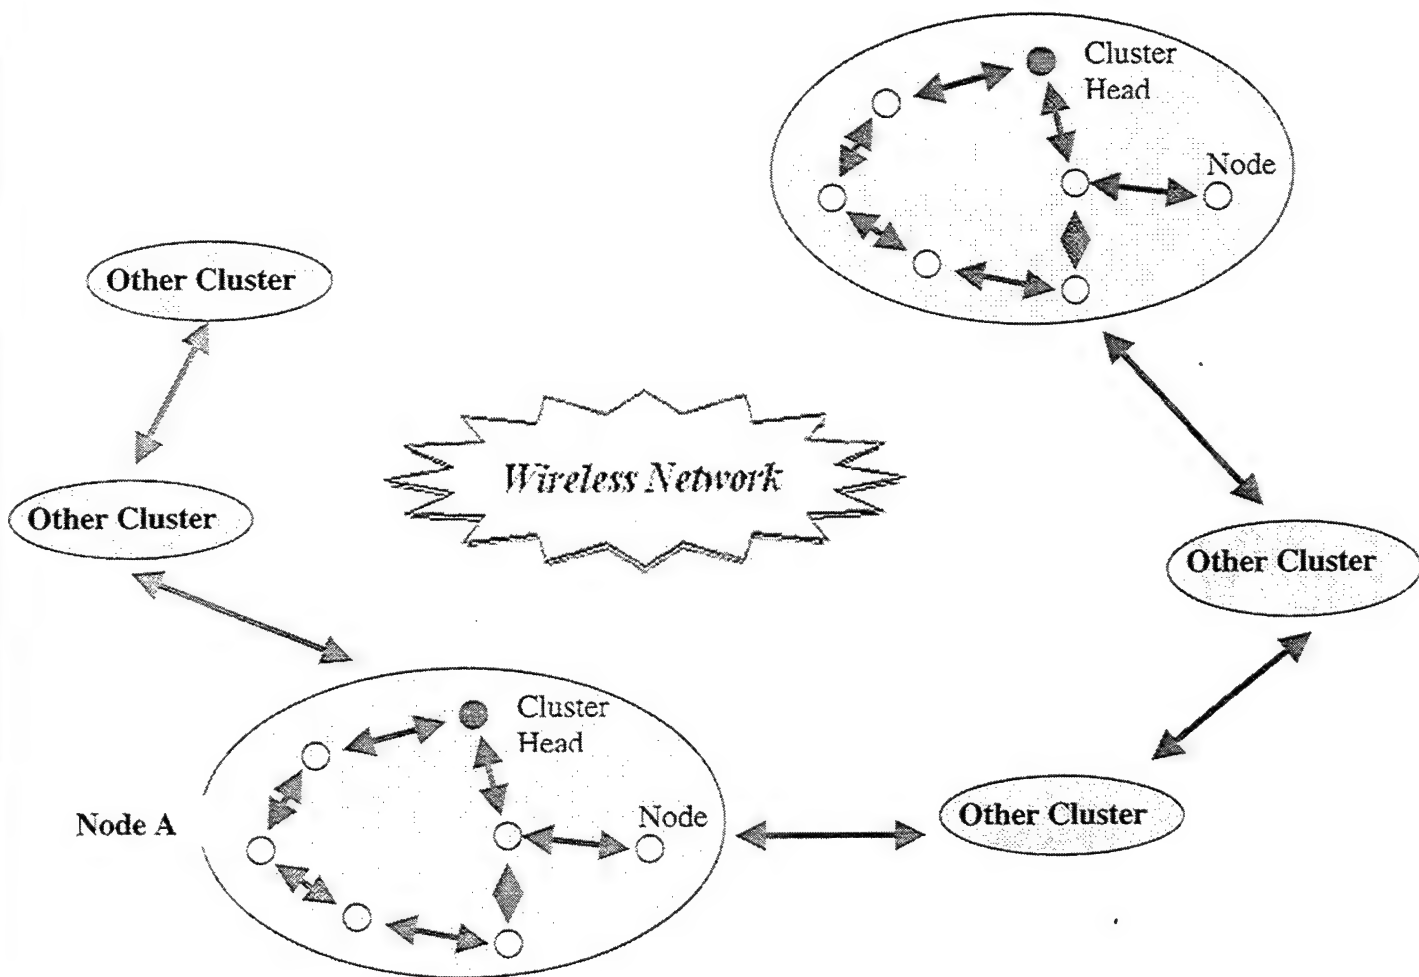 Cluster
Head
Node
Other Cluster
Wireless Network
Other Cluster
Other Cluster
Cluster
Head
Node
Node A
Other Cluster